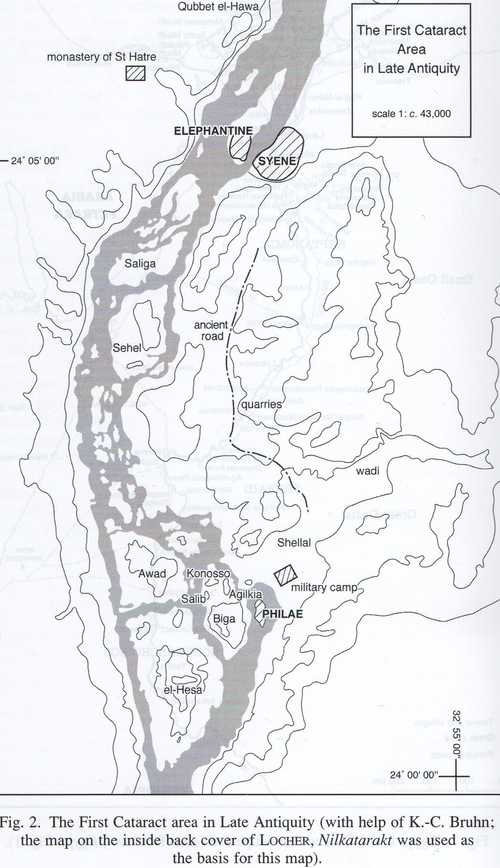 Qubbet el-Hawa
The First Cataract
Area
in Late Antiquity
scale 1: c. 43,000
monastery of St Hatre
ELEPHANTINE
SYENE
24° 05' 00"
Saliga
ancient
road
Sehel
quarries
wadi
Shellal
Awad
Konosso
military camp
Salib
Agilkia
PHILAE
Biga
el-Hesa
32° 55' 00"
24° 00' 00"
Fig. 2. The First Cataract area in Late Antiquity (with help of K.-C. Bruhn;
the map on the inside back cover of LOCHER, Nilkatarakt was used as
the basis for this map).